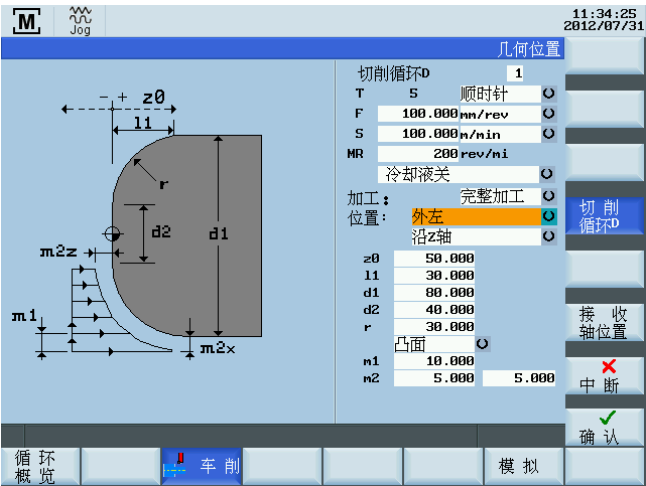 M
Jog
11:34:25
2012/07/31
几何位置
切削循环D 1
T 5 顺时针
F 100.000 mm/rev
S 100.000 m/min
MR 200 rev/mi
冷却液关
加工: 完整加工
位置: 外左
沿z轴
z0 50.000
l1 30.000
d1 80.000
d2 40.000
r 30.000
凸面
m1 10.000
m2 5.000 5.000
- + z0
l1
r
d2
d1
m2z
m1
m2x
切 削
循环D
接 收
轴位置
中 断
确 认
循 环
概 览
车 削
模 拟